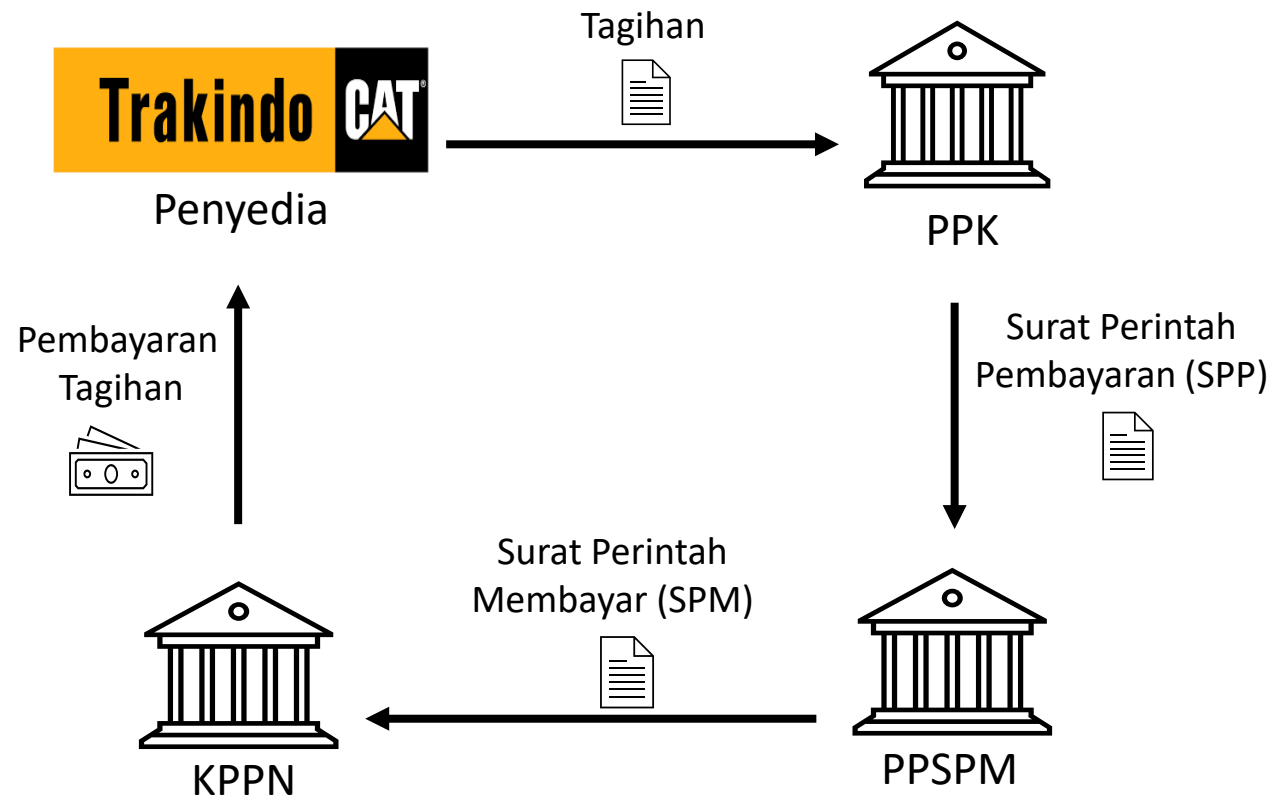 Tagihan
Trakindo CAT®
Penyedia
PPK
Surat Perintah
Pembayaran (SPP)
Pembayaran
Tagihan
Surat Perintah
Membayar (SPM)
PPSPM
KPPN